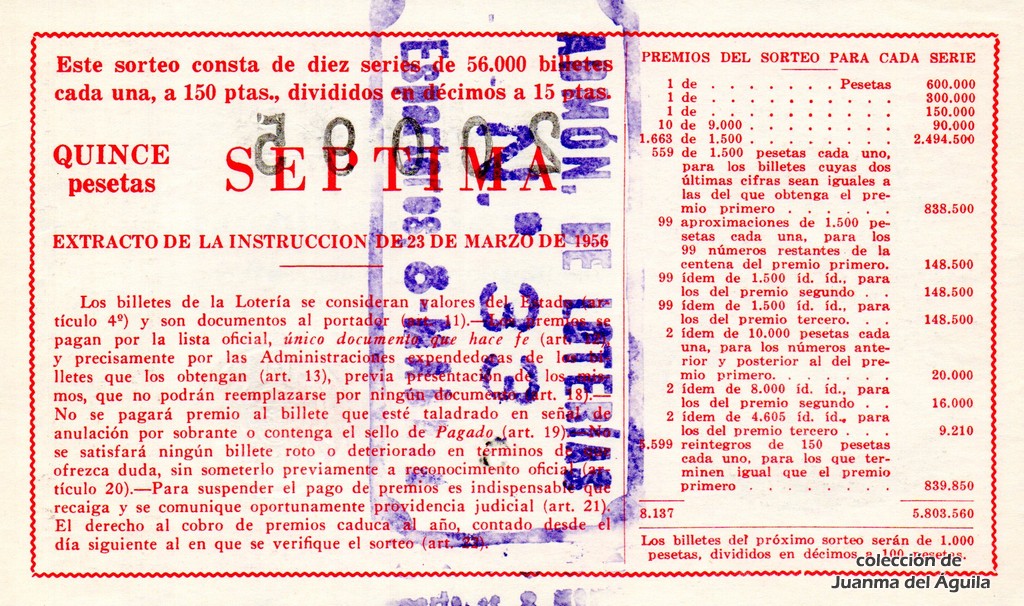 Este sorteo consta de diez series de 56.000 billetes
cada una, a 150 ptas., divididos en décimos a 15 ptas.
QUINCE
pesetas
SEPTIMA
EXTRACTO DE LA INSTRUCCION DE 23 DE MARZO DE 1956
Los billetes de la Lotería se consideran valores del Estado (ar-
tículo 4º) y son documentos al portador (art. 11).—Los premios se
pagan por la lista oficial, único documento que hace fe (art. 12),
y precisamente por las Administraciones expendedoras de los bi-
lletes que los obtengan (art. 13), previa presentación de los mis-
mos, que no podrán reemplazarse por ningún documento (art. 18).—
No se pagará premio al billete que esté taladrado en señal de
anulación por sobrante o contenga el sello de Pagado (art. 19).—No
se satisfará ningún billete roto o deteriorado en términos de que
ofrezca duda, sin someterlo previamente a reconocimiento oficial (ar-
tículo 20).—Para suspender el pago de premios es indispensable que
recaiga y se comunique oportunamente providencia judicial (art. 21).
El derecho al cobro de premios caduca al año, contado desde el
día siguiente al en que se verifique el sorteo (art. 23).
ADMÓN. DE LOTERIAS
N.º 33
20095
PREMIOS DEL SORTEO PARA CADA SERIE
1 de . . . . . . . . Pesetas 600.000
1 de . . . . . . . . . . . 300.000
1 de . . . . . . . . . . . 150.000
10 de 9.000 . . . . . . . . 90.000
1.663 de 1.500 . . . . . . . . 2.494.500
559 de 1.500 pesetas cada uno,
para los billetes cuyas dos
últimas cifras sean iguales a
las del que obtenga el pre-
mio primero . . . . . . 838.500
99 aproximaciones de 1.500 pe-
setas cada una, para los
99 números restantes de la
centena del premio primero. 148.500
99 ídem de 1.500 íd. íd., para
los del premio segundo . . 148.500
99 ídem de 1.500 íd. íd., para
los del premio tercero. . . 148.500
2 ídem de 10.000 pesetas cada
una, para los números ante-
rior y posterior al del pre-
mio primero. . . . . . . 20.000
2 ídem de 8.000 íd. íd., para
los del premio segundo . . 16.000
2 ídem de 4.605 íd. íd., para
los del premio tercero . . . 9.210
5.599 reintegros de 150 pesetas
cada uno, para los que ter-
minen igual que el premio
primero . . . . . . . . 839.850
8.137 5.803.560
Los billetes del próximo sorteo serán de 1.000
pesetas, divididos en décimos a 100 pesetas.
colección de
Juanma del Águila